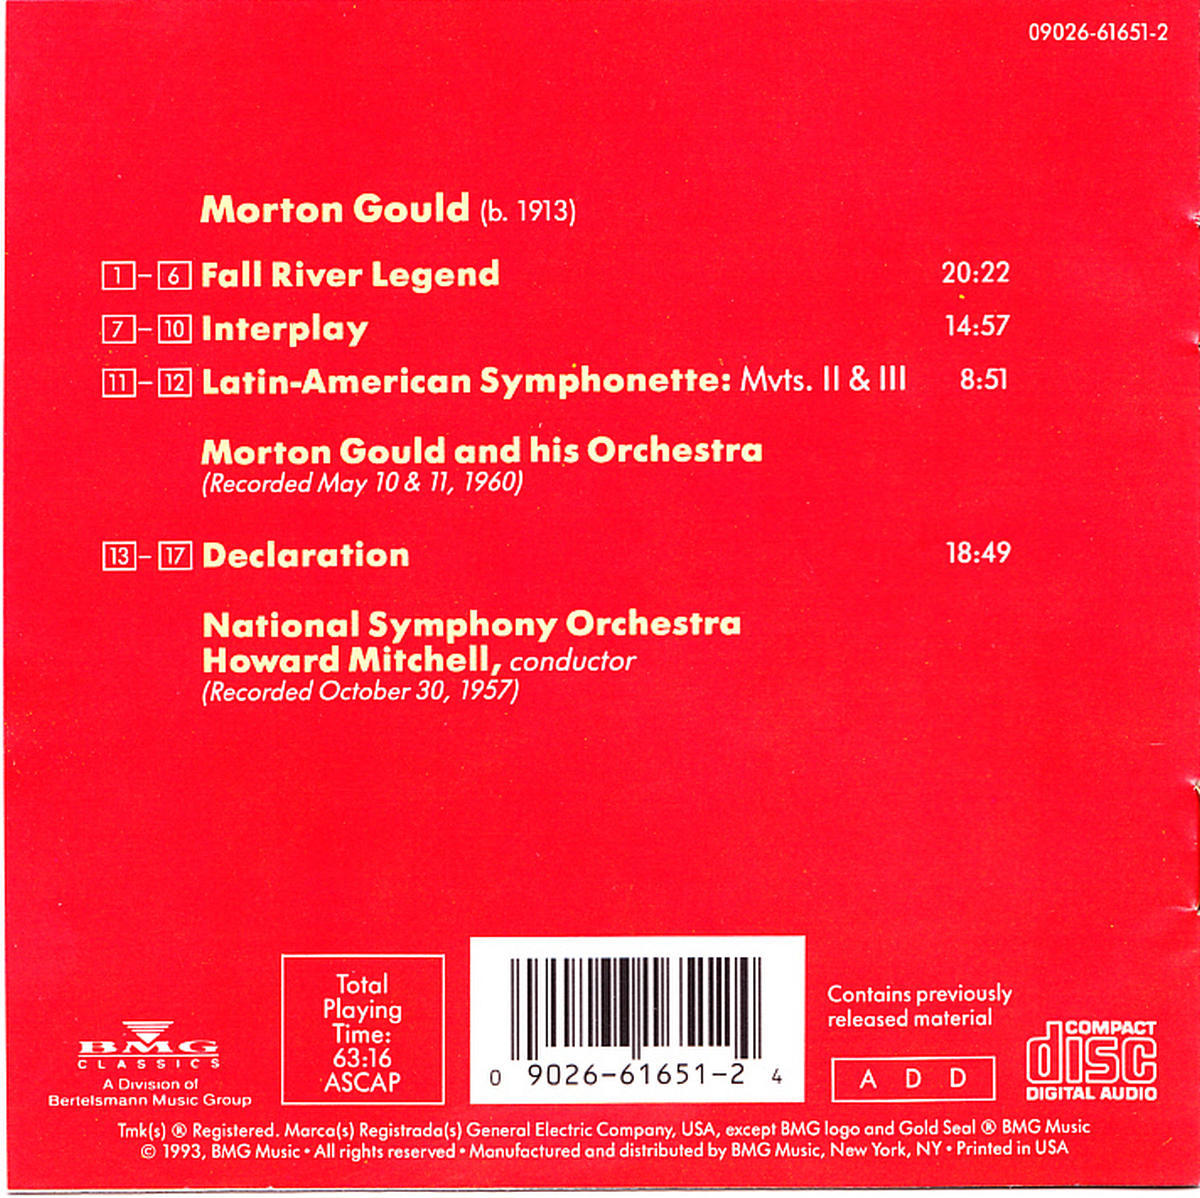 09026-61651-2
Morton Gould (b. 1913)
1 – 6 Fall River Legend 20:22
7 – 10 Interplay 14:57
11 – 12 Latin-American Symphonette: Mvts. II & III 8:51
Morton Gould and his Orchestra
(Recorded May 10 & 11, 1960)
13 – 17 Declaration 18:49
National Symphony Orchestra
Howard Mitchell, conductor
(Recorded October 30, 1957)
BMG
CLASSICS
A Division of
Bertelsmann Music Group
Total
Playing
Time:
63:16
ASCAP
0 9026-61651-2 4
Contains previously
released material
A D D
COMPACT
disc
DIGITAL AUDIO
Tmk(s) ® Registered. Marca(s) Registrada(s) General Electric Company, USA, except BMG logo and Gold Seal ® BMG Music
© 1993, BMG Music • All rights reserved • Manufactured and distributed by BMG Music, New York, NY • Printed in USA